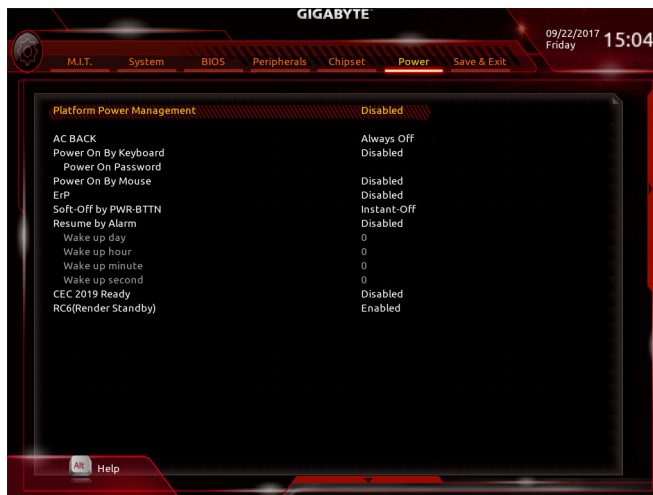 GIGABYTE™
09/22/2017 15:04
Friday
M.I.T. System BIOS Peripherals Chipset Power Save & Exit
Platform Power Management Disabled
AC BACK Always Off
Power On By Keyboard Disabled
Power On Password
Power On By Mouse Disabled
ErP Disabled
Soft-Off by PWR-BTTN Instant-Off
Resume by Alarm Disabled
Wake up day 0
Wake up hour 0
Wake up minute 0
Wake up second 0
CEC 2019 Ready Disabled
RC6(Render Standby) Enabled
Alt Help